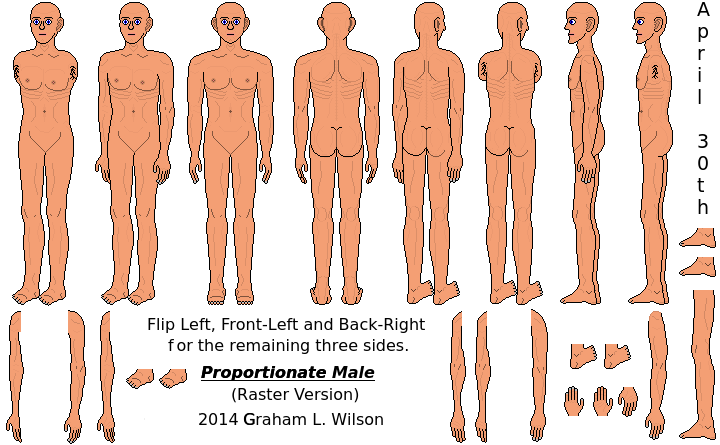 April 30th
Flip Left, Front-Left and Back-Right
for the remaining three sides.
Proportionate Male
(Raster Version)
2014 Graham L. Wilson